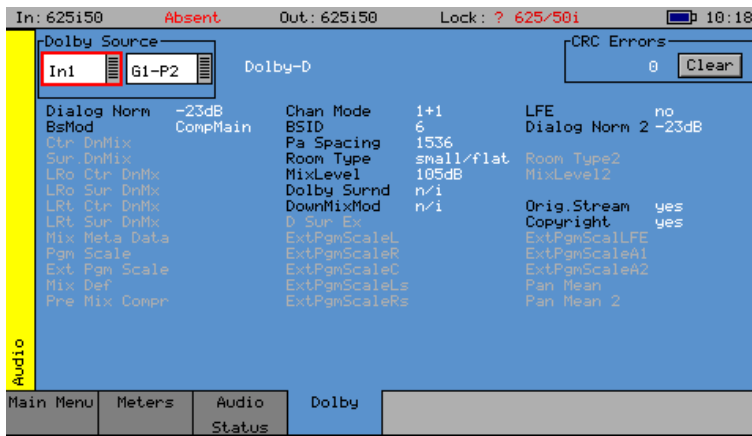 In:625i50 Absent Out:625i50 Lock:? 625/50i 10:18
Dolby Source CRC Errors
In1 G1-P2 Dolby-D 0 Clear
Dialog Norm -23dB Chan Mode 1+1 LFE no
BsMod CompMain BSID 6 Dialog Norm 2 -23dB
Ctr DnMix Pa Spacing 1536
Sur.DnMix Room Type small/flat Room Type2
LRo Ctr DnMx MixLevel 105dB MixLevel2
LRo Sur DnMx Dolby Surnd n/i
LRt Ctr DnMx DownMixMod n/i Orig.Stream yes
LRt Sur DnMx D Sur Ex Copyright yes
Mix Meta Data ExtPgmScaleL ExtPgmScalLFE
Pgm Scale ExtPgmScaleR ExtPgmScaleA1
Ext Pgm Scale ExtPgmScaleC ExtPgmScaleA2
Mix Def ExtPgmScaleLs Pan Mean
Pre Mix Compr ExtPgmScaleRs Pan Mean 2
Audio
Main Menu Meters Audio Status Dolby